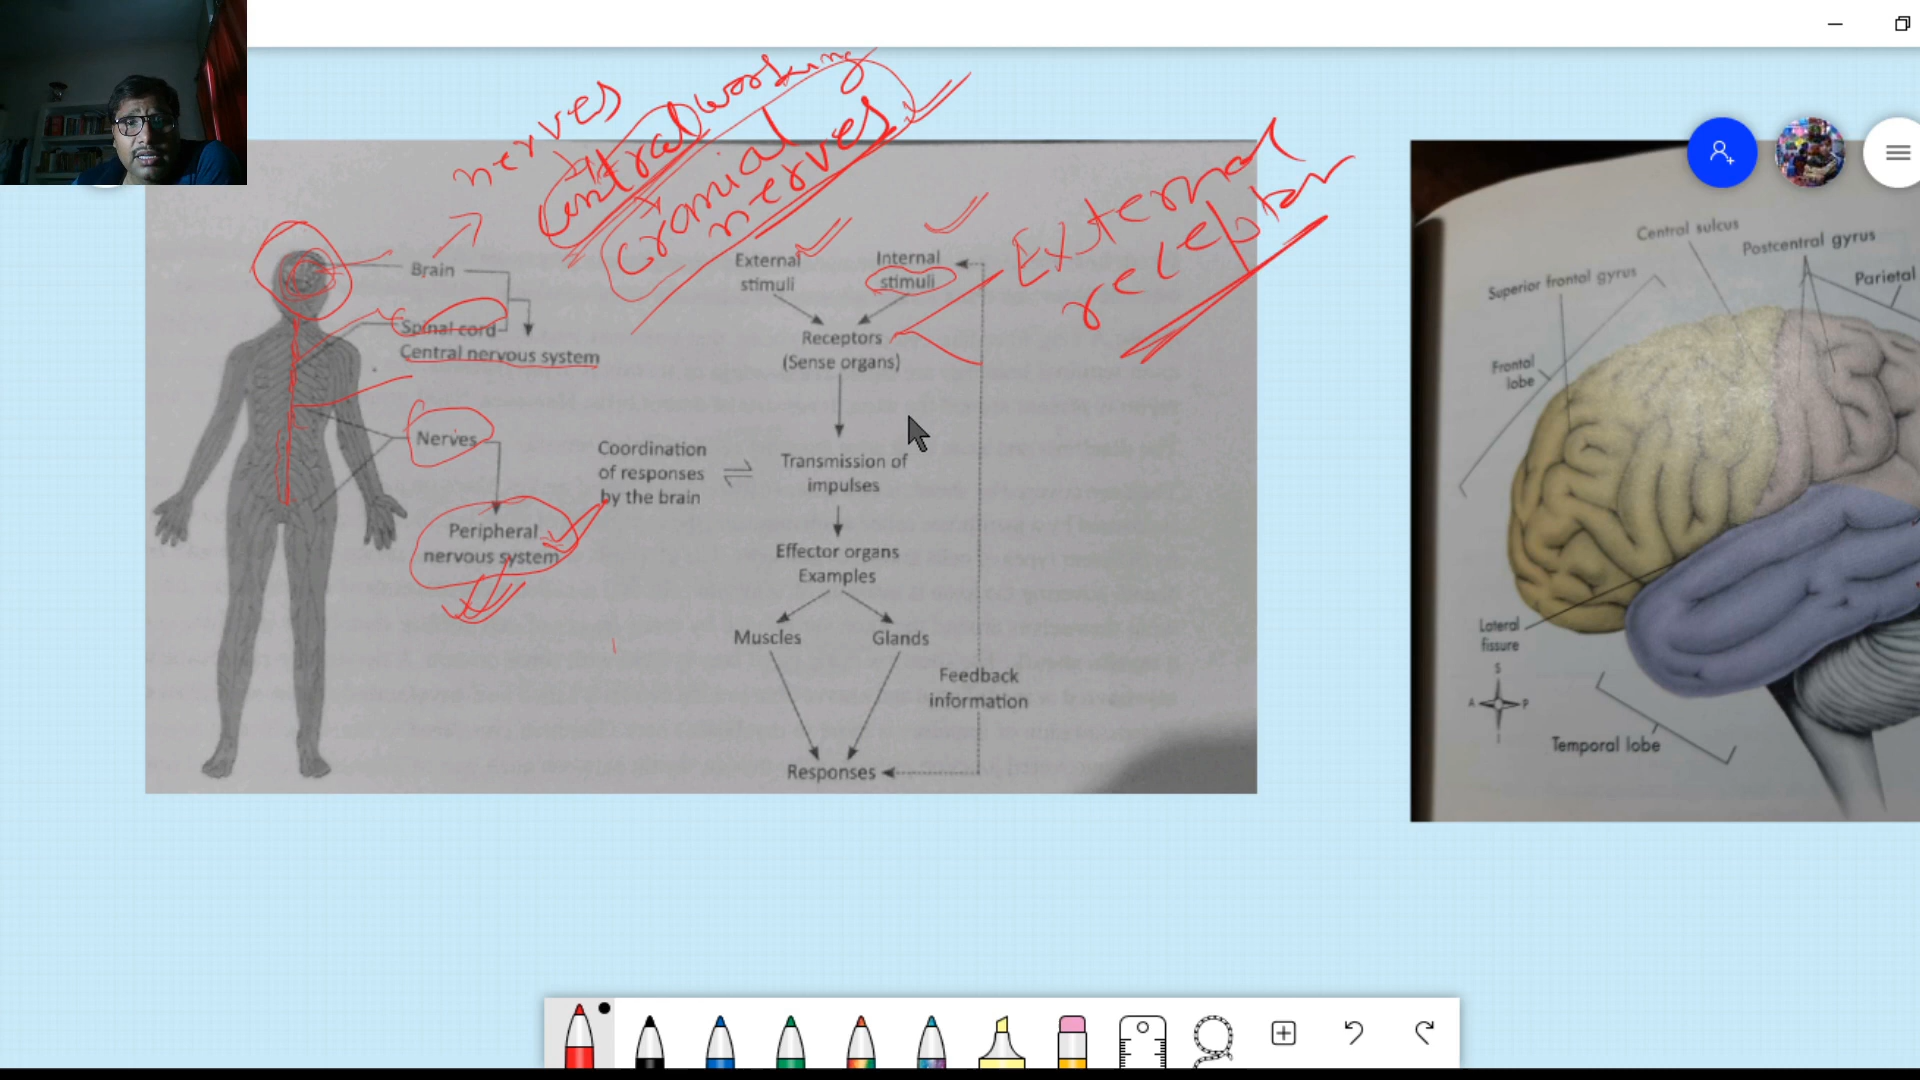 nerves
working
Cranial
nerves
External
receptor
Brain
Spinal cord
Central nervous system
Nerves
Peripheral
nervous system
External
stimuli
Internal
stimuli
Receptors
(Sense organs)
Coordination
of responses
by the brain
Transmission of
impulses
Effector organs
Examples
Muscles
Glands
Feedback
information
Responses
Central sulcus
Postcentral gyrus
Superior frontal gyrus
Parietal
Frontal
lobe
Lateral
fissure
S
A
P
I
Temporal lobe